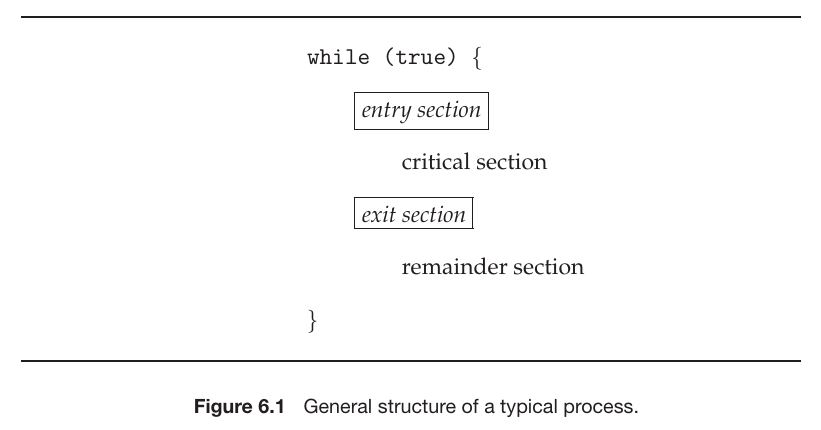 while (true) {
entry section
critical section
exit section
remainder section
}
Figure 6.1 General structure of a typical process.